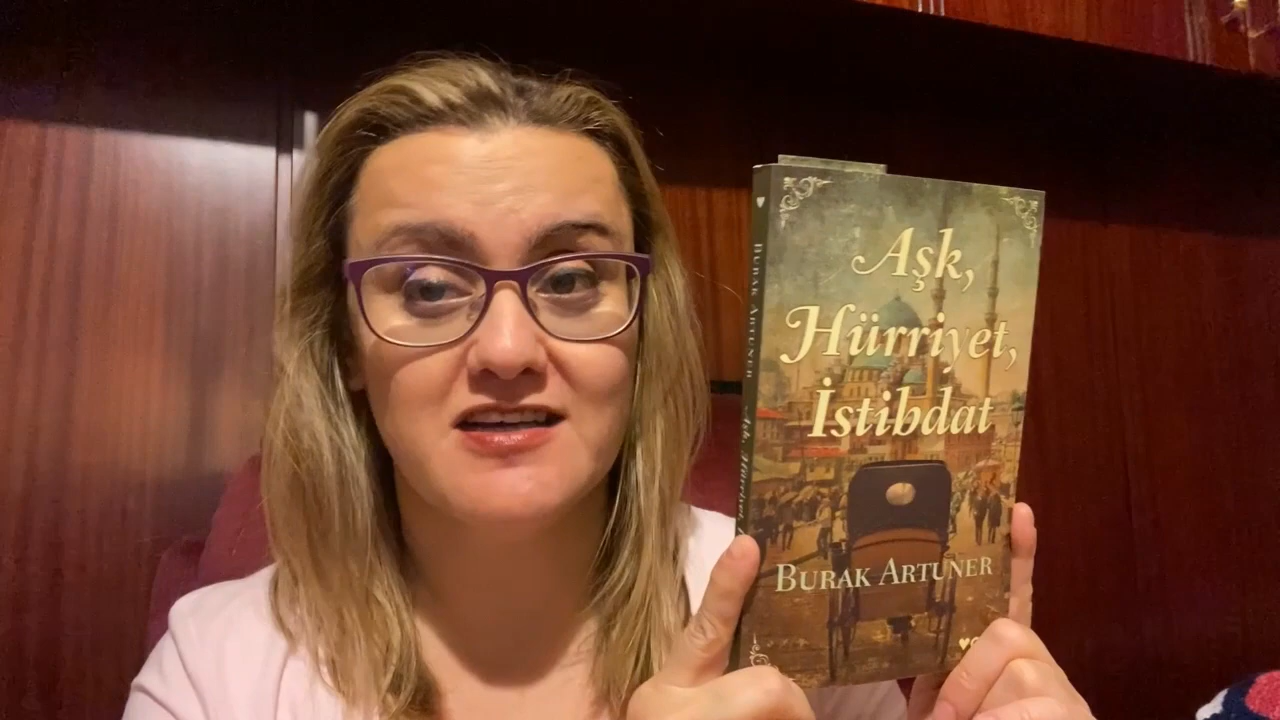 Aşk,
Hürriyet,
İstibdat
BURAK ARTUNER
BURAK ARTUNER Aşk, Hürriyet,